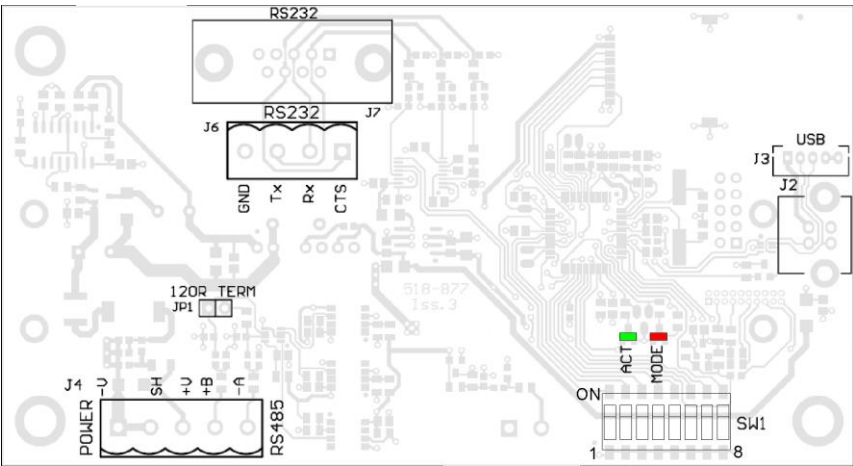 RS232
J7
RS232
J6
GND
Tx
Rx
CTS
USB
J3
J2
518-877
Iss.3
120R TERM
JP1
ACT
MODE
J4
-V
SH
+V
+B
-A
POWER
RS485
ON
SW1
1
8